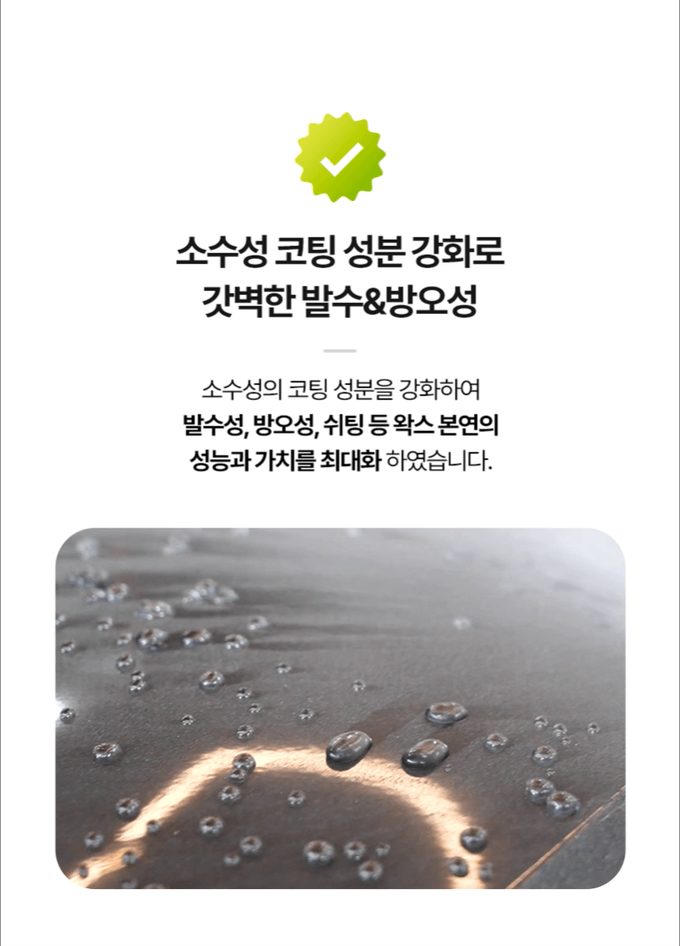 소수성 코팅 성분 강화로
갓벽한 발수&방오성
소수성의 코팅 성분을 강화하여
발수성, 방오성, 쉬팅 등 왁스 본연의
성능과 가치를 최대화 하였습니다.